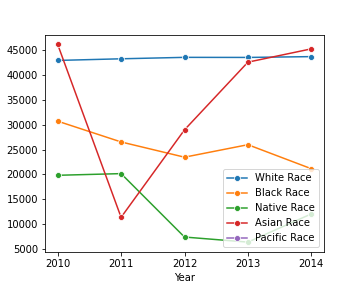 45000
40000
35000
30000
25000
20000
15000
10000
5000
White Race
Black Race
Native Race
Asian Race
Pacific Race
2010 2011 2012 2013 2014
Year